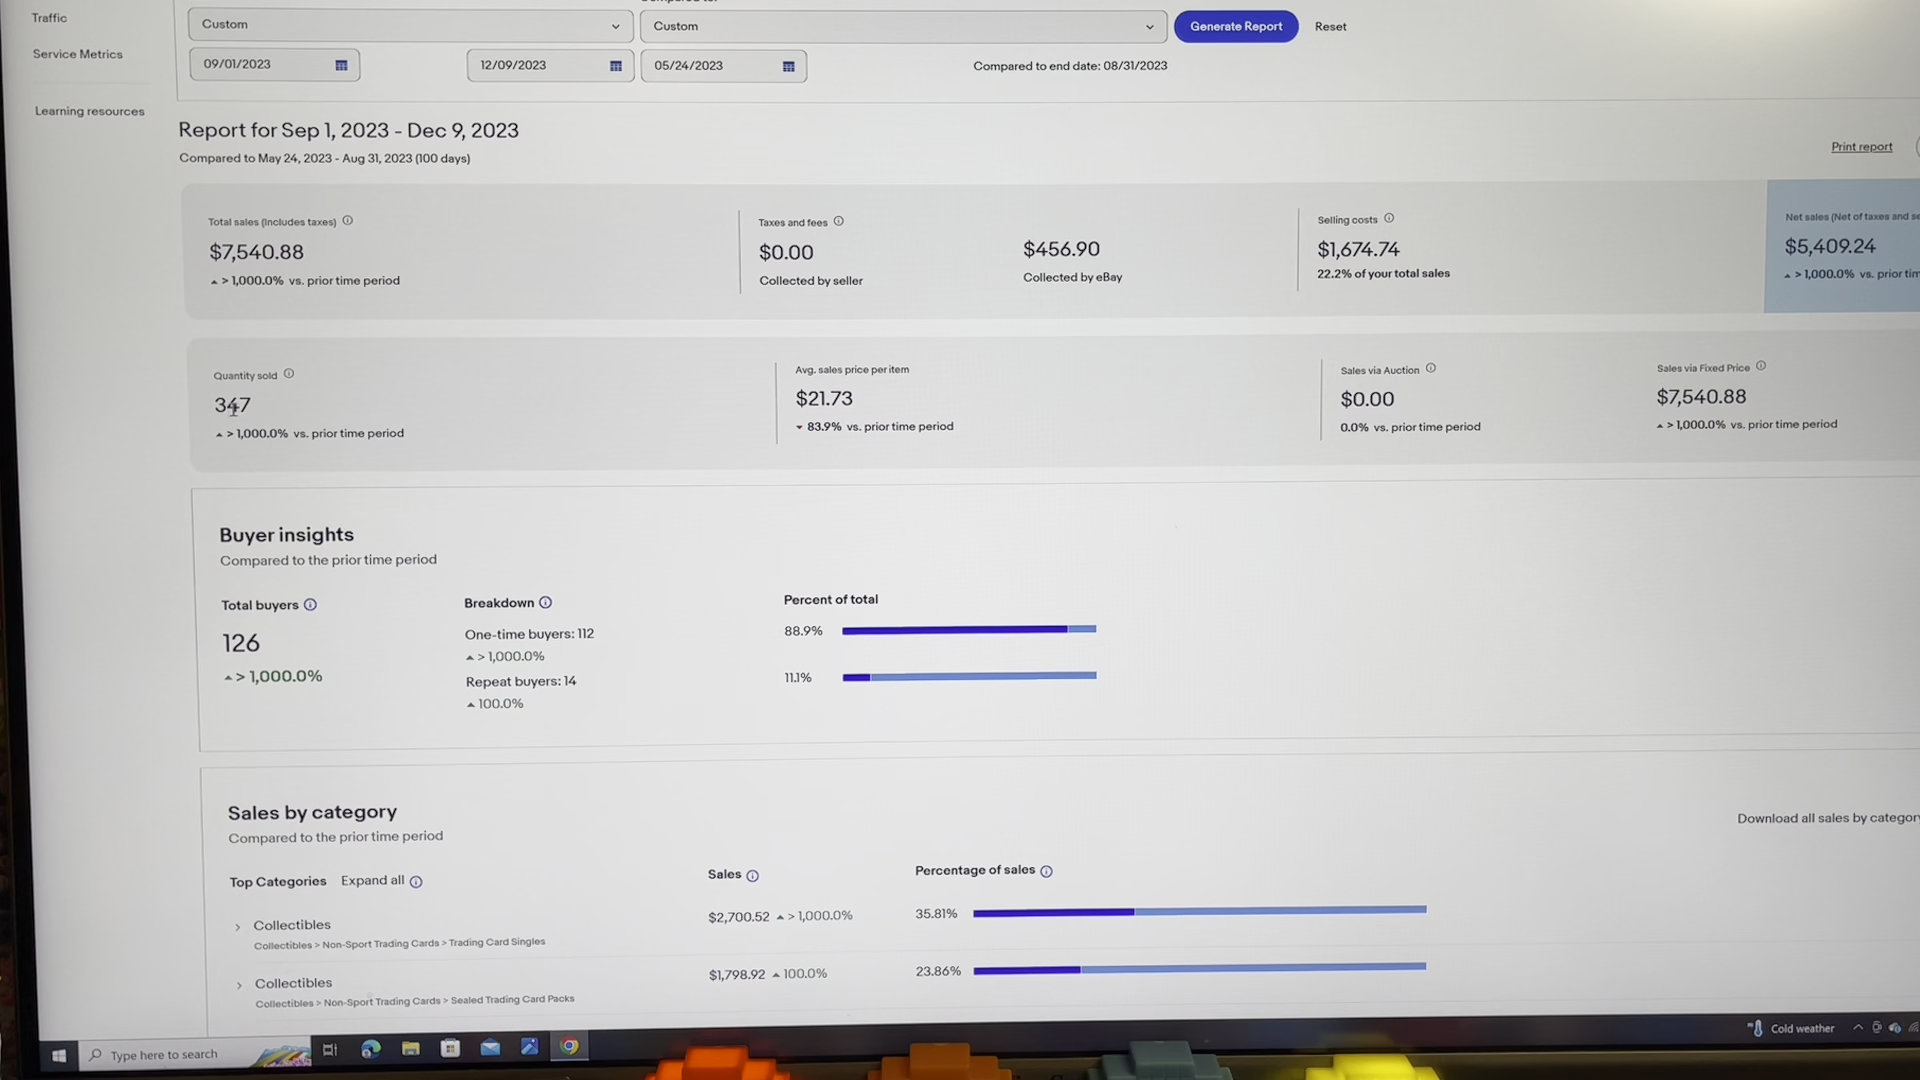 Traffic
Service Metrics
Learning resources
Custom
Custom
Generate Report
Reset
09/01/2023
12/09/2023
05/24/2023
Compared to end date: 08/31/2023
Report for Sep 1, 2023 - Dec 9, 2023
Compared to May 24, 2023 - Aug 31, 2023 (100 days)
Print report
Total sales (Includes taxes)
$7,540.88
> 1,000.0% vs. prior time period
Taxes and fees
$0.00
Collected by seller
$456.90
Collected by eBay
Selling costs
$1,674.74
22.2% of your total sales
Net sales (Net of taxes and se
$5,409.24
> 1,000.0% vs. prior tim
Quantity sold
347
> 1,000.0% vs. prior time period
Avg. sales price per item
$21.73
83.9% vs. prior time period
Sales via Auction
$0.00
0.0% vs. prior time period
Sales via Fixed Price
$7,540.88
> 1,000.0% vs. prior time period
Buyer insights
Compared to the prior time period
Total buyers
126
> 1,000.0%
Breakdown
One-time buyers: 112
> 1,000.0%
Repeat buyers: 14
100.0%
Percent of total
88.9%
11.1%
Sales by category
Compared to the prior time period
Download all sales by category
Top Categories Expand all
Sales
Percentage of sales
Collectibles
Collectibles > Non-Sport Trading Cards > Trading Card Singles
$2,700.52 > 1,000.0%
35.81%
Collectibles
Collectibles > Non-Sport Trading Cards > Sealed Trading Card Packs
$1,798.92 100.0%
23.86%
Type here to search
Cold weather